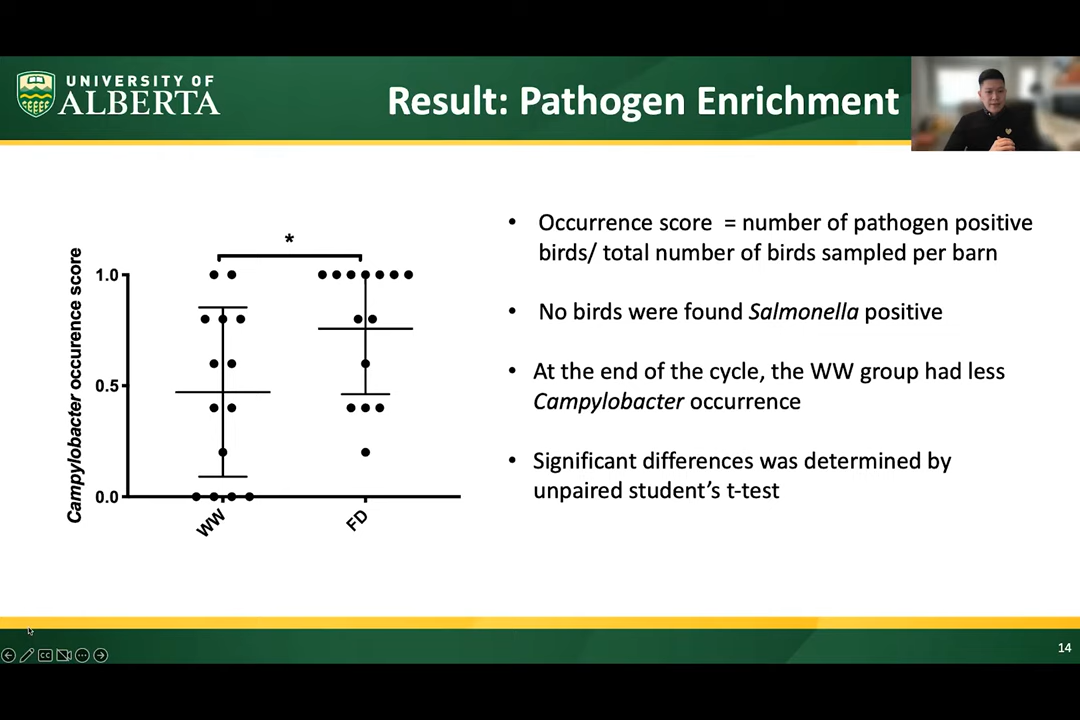 UNIVERSITY OF
ALBERTA
Result: Pathogen Enrichment
Campylobacter occurence score
*
1.0
0.5
0.0
WW
FD
• Occurrence score = number of pathogen positive
birds/ total number of birds sampled per barn
• No birds were found Salmonella positive
• At the end of the cycle, the WW group had less
Campylobacter occurrence
• Significant differences was determined by
unpaired student's t-test
CC
14